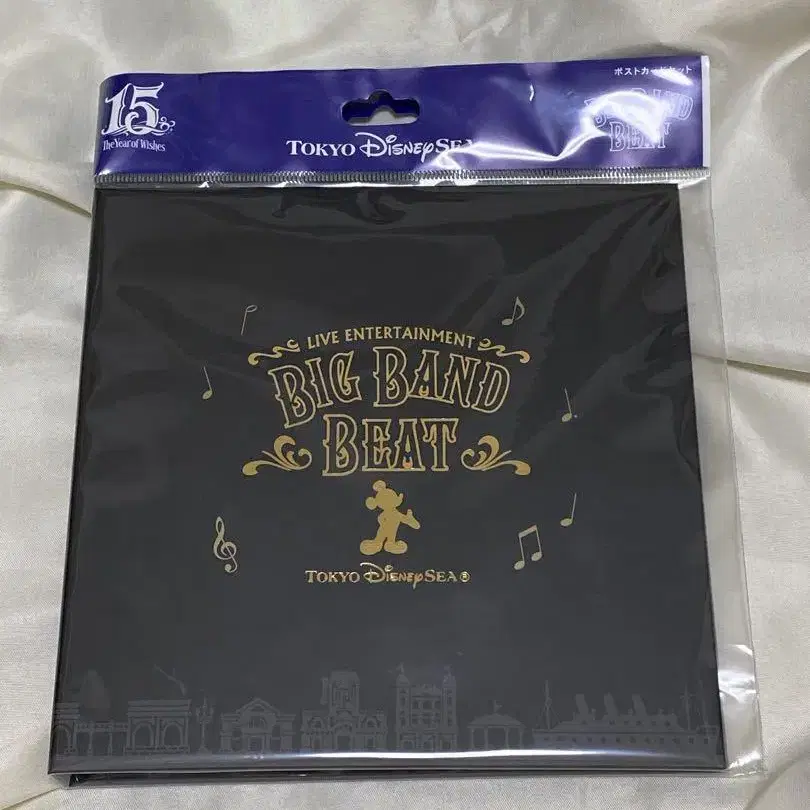 15th
The Year of Wishes
TOKYO DISNEYSEA
ポストカードセット
BIG BAND
BEAT
LIVE ENTERTAINMENT
BIG BAND
BEAT
TOKYO DISNEYSEA®